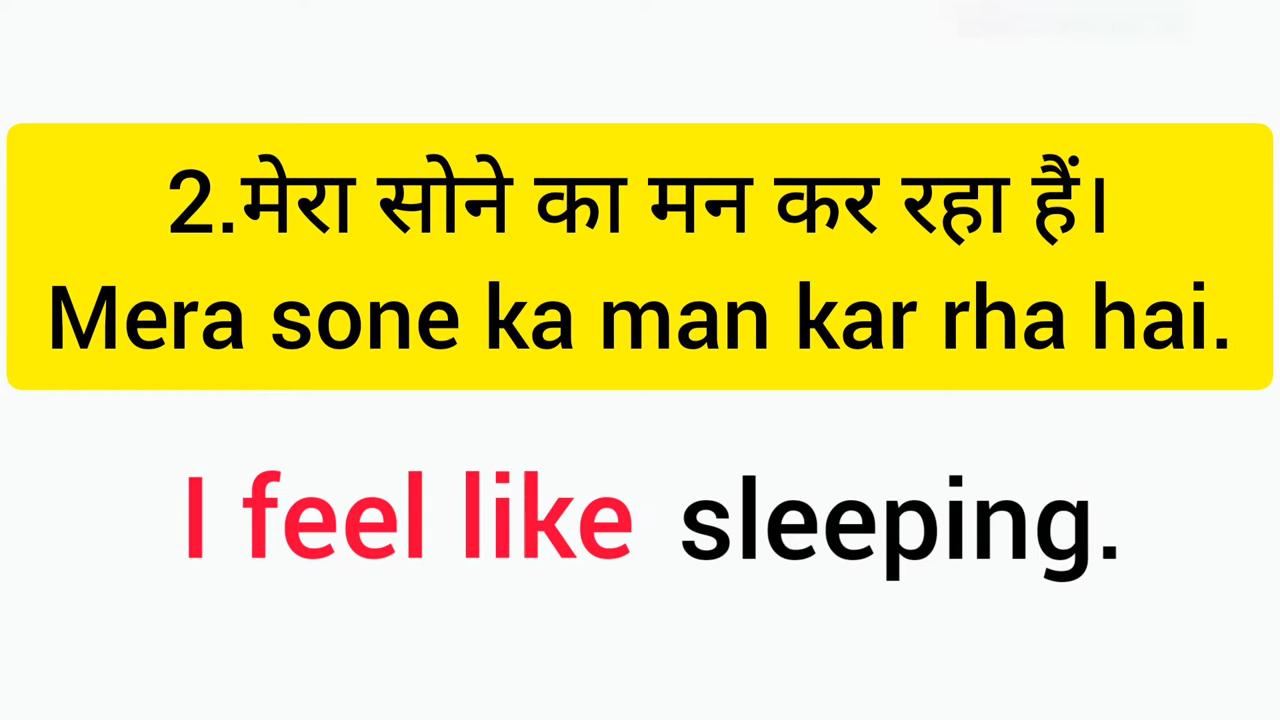 2.मेरा सोने का मन कर रहा हैं।
Mera sone ka man kar rha hai.
I feel like sleeping.